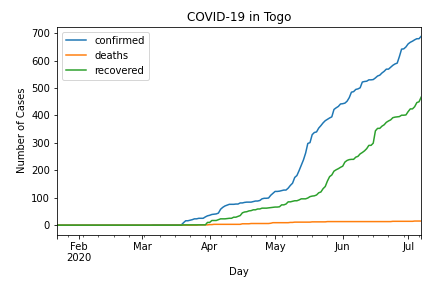 COVID-19 in Togo
confirmed
deaths
recovered
Number of Cases
700
600
500
400
300
200
100
0
Feb
2020
Mar
Apr
May
Jun
Jul
Day